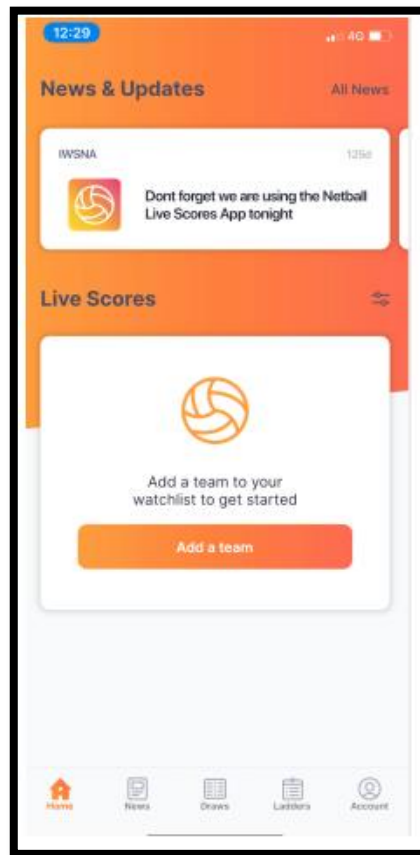 12:29
4G
News & Updates
All News
IWSNA
125d
Dont forget we are using the Netball
Live Scores App tonight
Live Scores
Add a team to your
watchlist to get started
Add a team
Home
News
Draws
Ladders
Account